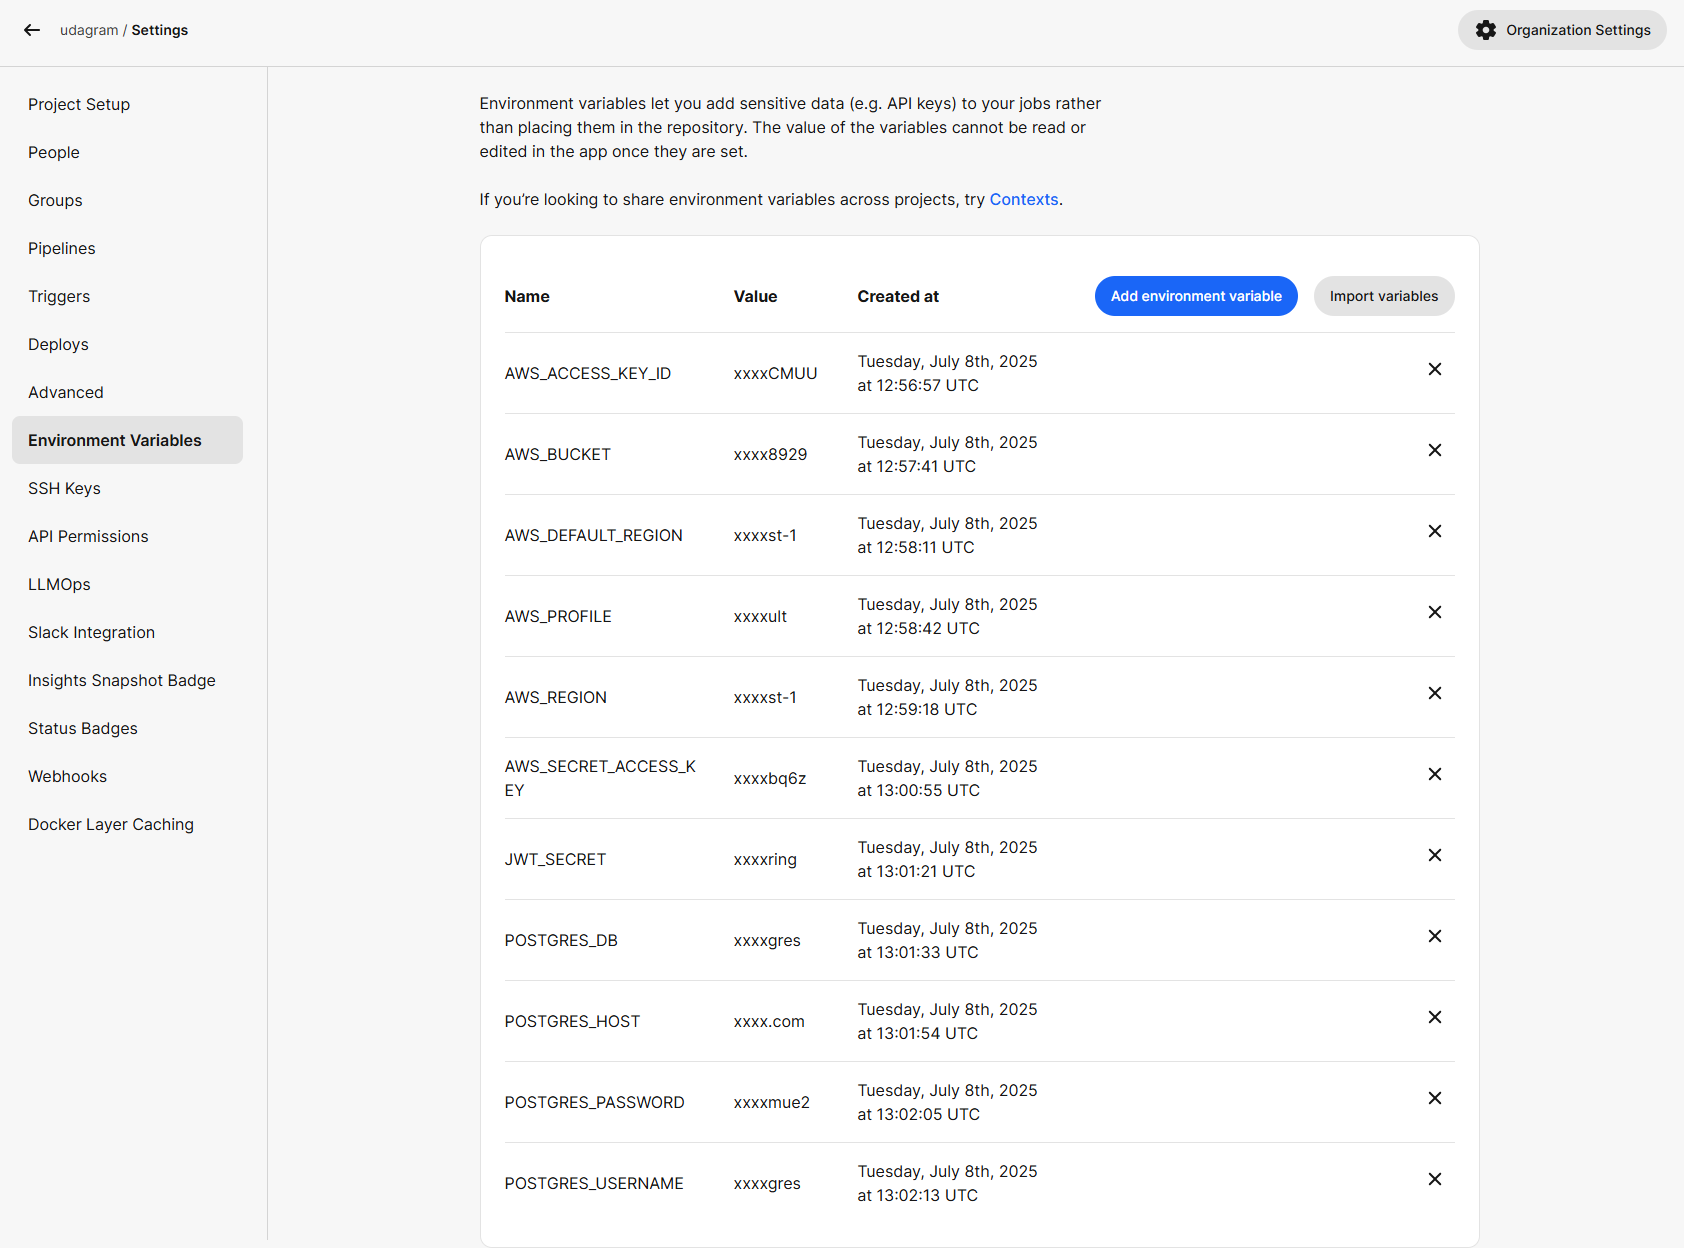 udagram / Settings
Organization Settings
Project Setup
People
Groups
Pipelines
Triggers
Deploys
Advanced
Environment Variables
SSH Keys
API Permissions
LLMOps
Slack Integration
Insights Snapshot Badge
Status Badges
Webhooks
Docker Layer Caching
Environment variables let you add sensitive data (e.g. API keys) to your jobs rather
than placing them in the repository. The value of the variables cannot be read or
edited in the app once they are set.
If you’re looking to share environment variables across projects, try Contexts.
Name Value Created at Add environment variable Import variables
AWS_ACCESS_KEY_ID xxxxCMUU Tuesday, July 8th, 2025
at 12:56:57 UTC
AWS_BUCKET xxxx8929 Tuesday, July 8th, 2025
at 12:57:41 UTC
AWS_DEFAULT_REGION xxxxst-1 Tuesday, July 8th, 2025
at 12:58:11 UTC
AWS_PROFILE xxxxult Tuesday, July 8th, 2025
at 12:58:42 UTC
AWS_REGION xxxxst-1 Tuesday, July 8th, 2025
at 12:59:18 UTC
AWS_SECRET_ACCESS_K
EY xxxxbq6z Tuesday, July 8th, 2025
at 13:00:55 UTC
JWT_SECRET xxxxring Tuesday, July 8th, 2025
at 13:01:21 UTC
POSTGRES_DB xxxxgres Tuesday, July 8th, 2025
at 13:01:33 UTC
POSTGRES_HOST xxxx.com Tuesday, July 8th, 2025
at 13:01:54 UTC
POSTGRES_PASSWORD xxxxmue2 Tuesday, July 8th, 2025
at 13:02:05 UTC
POSTGRES_USERNAME xxxxgres Tuesday, July 8th, 2025
at 13:02:13 UTC